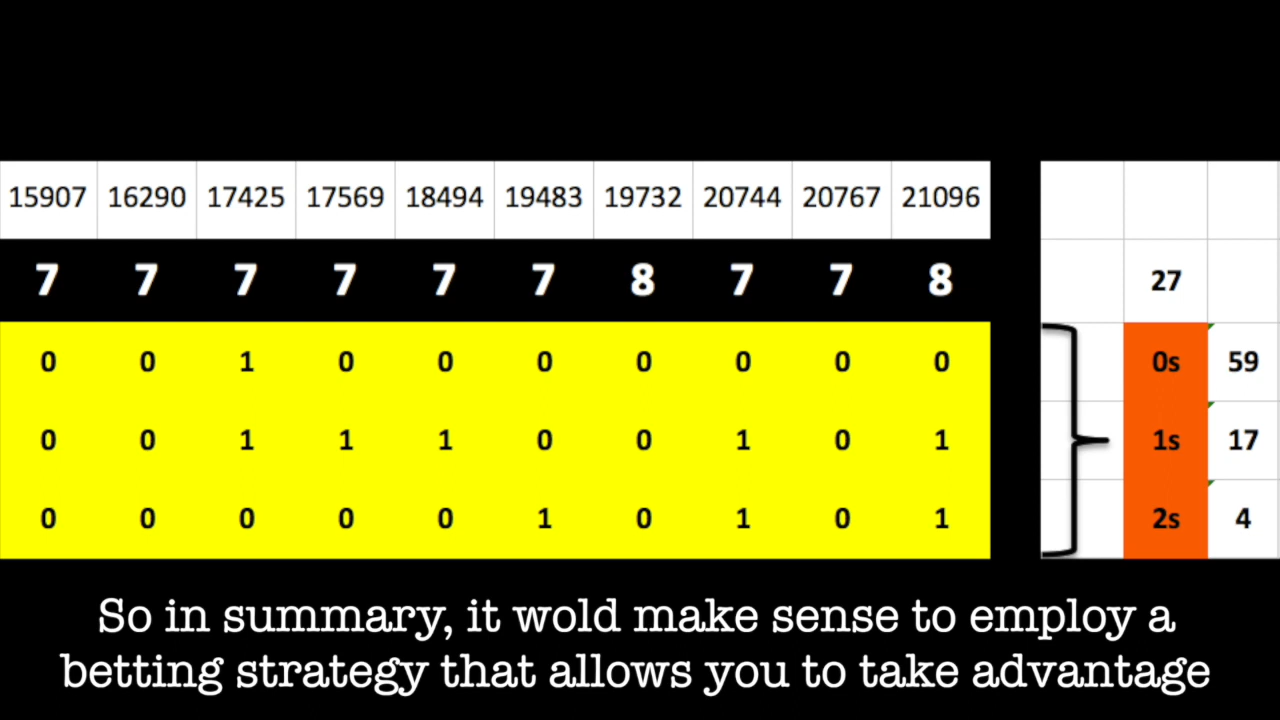 15907 16290 17425 17569 18494 19483 19732 20744 20767 21096
7 7 7 7 7 7 8 7 7 8 27
0 0 1 0 0 0 0 0 0 0 0s 59
0 0 1 1 1 0 0 1 0 1 1s 17
0 0 0 0 0 1 0 1 0 1 2s 4
So in summary, it wold make sense to employ a
betting strategy that allows you to take advantage